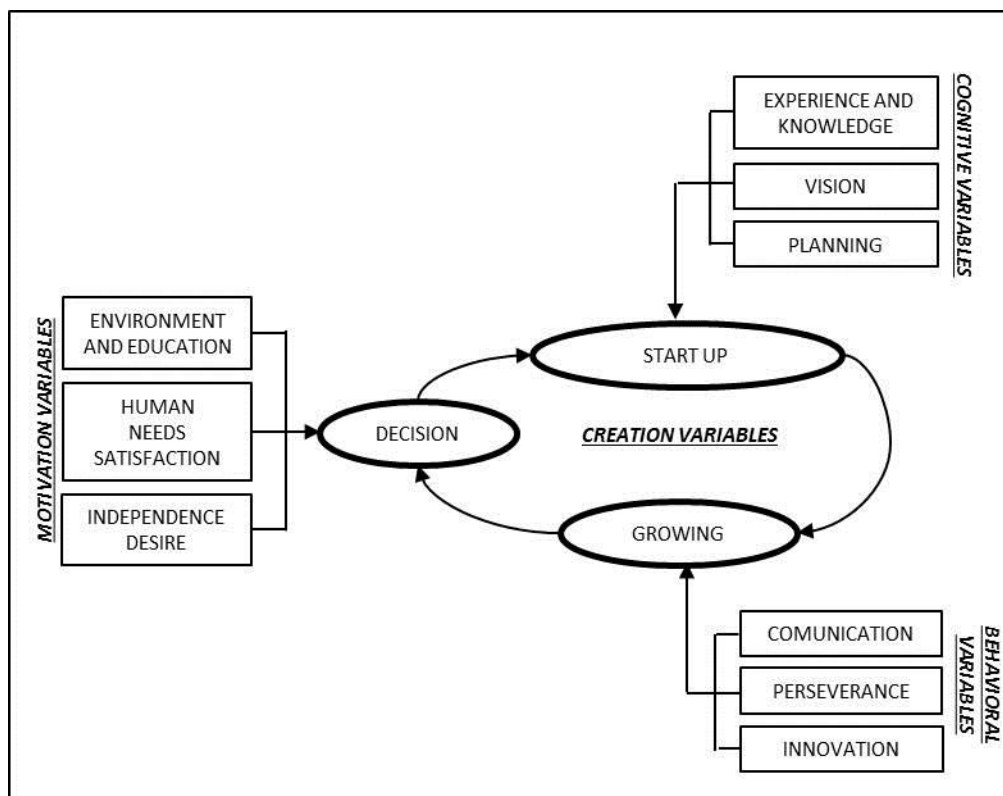 EXPERIENCE AND
KNOWLEDGE
VISION
PLANNING
COGNITIVE VARIABLES
MOTIVATION VARIABLES
ENVIRONMENT
AND EDUCATION
HUMAN
NEEDS
SATISFACTION
INDEPENDENCE
DESIRE
DECISION
START UP
CREATION VARIABLES
GROWING
COMUNICATION
PERSEVERANCE
INNOVATION
BEHAVIORAL
VARIABLES